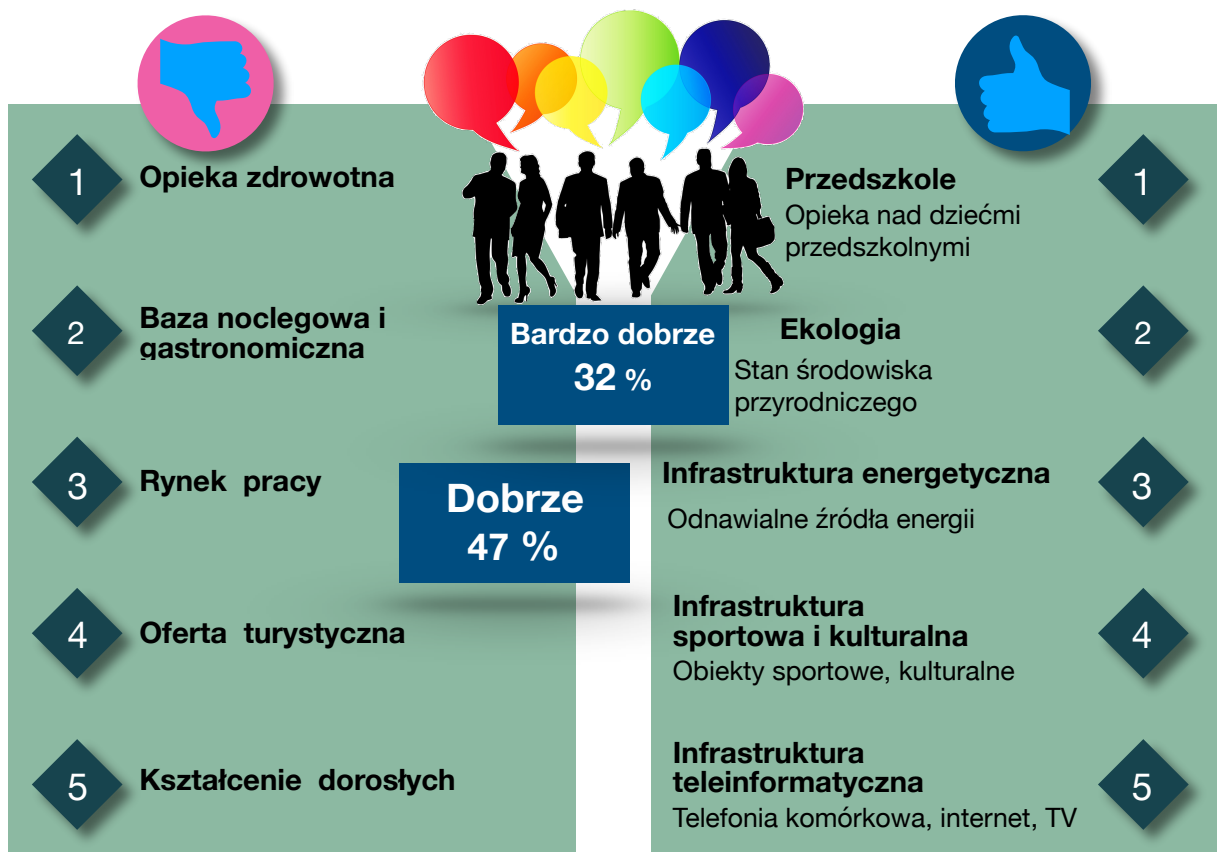 1
Opieka zdrowotna
2
Baza noclegowa i
gastronomiczna
3
Rynek pracy
4
Oferta turystyczna
5
Kształcenie dorosłych
Bardzo dobrze
32 %
Dobrze
47 %
Przedszkole
Opieka nad dziećmi
przedszkolnymi
1
Ekologia
Stan środowiska
przyrodniczego
2
Infrastruktura energetyczna
Odnawialne źródła energii
3
Infrastruktura
sportowa i kulturalna
Obiekty sportowe, kulturalne
4
Infrastruktura
teleinformatyczna
Telefonia komórkowa, internet, TV
5